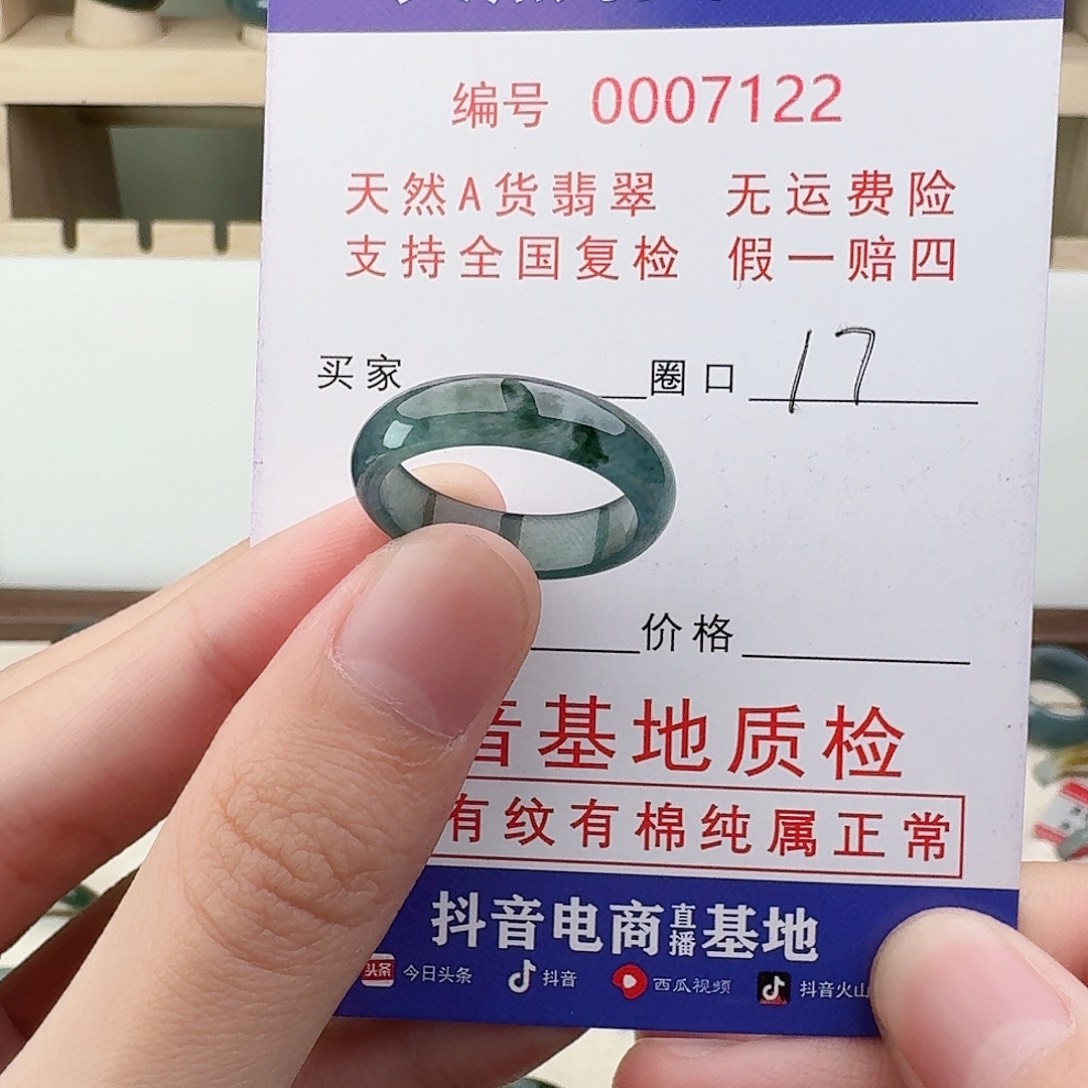 编号 0007122
天然A货翡翠 无运费险
支持全国复检 假一赔四
买家 圈口 17
价格
音基地质检
有纹有棉纯属正常
抖音电商直播基地
头条 今日头条 抖音 西瓜视频 抖音火山